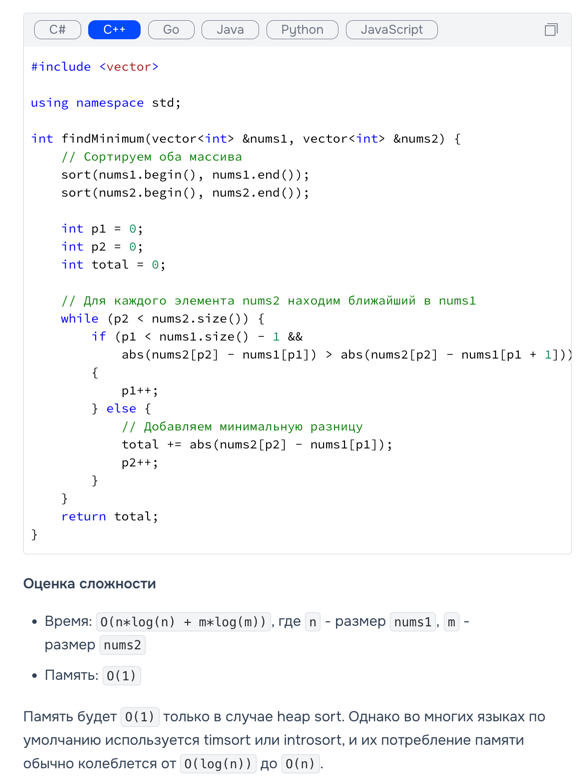 C# C++ Go Java Python JavaScript
#include <vector>
using namespace std;
int findMinimum(vector<int> &nums1, vector<int> &nums2) {
    // Сортируем оба массива
    sort(nums1.begin(), nums1.end());
    sort(nums2.begin(), nums2.end());
    int p1 = 0;
    int p2 = 0;
    int total = 0;
    // Для каждого элемента nums2 находим ближайший в nums1
    while (p2 < nums2.size()) {
        if (p1 < nums1.size() - 1 &&
            abs(nums2[p2] - nums1[p1]) > abs(nums2[p2] - nums1[p1 + 1]))
        {
            p1++;
        } else {
            // Добавляем минимальную разницу
            total += abs(nums2[p2] - nums1[p1]);
            p2++;
        }
    }
    return total;
}
Оценка сложности
• Время: O(n*log(n) + m*log(m)), где n - размер nums1, m -
размер nums2
• Память: O(1)
Память будет O(1) только в случае heap sort. Однако во многих языках по
умолчанию используется timsort или introsort, и их потребление памяти
обычно колеблется от O(log(n)) до O(n).